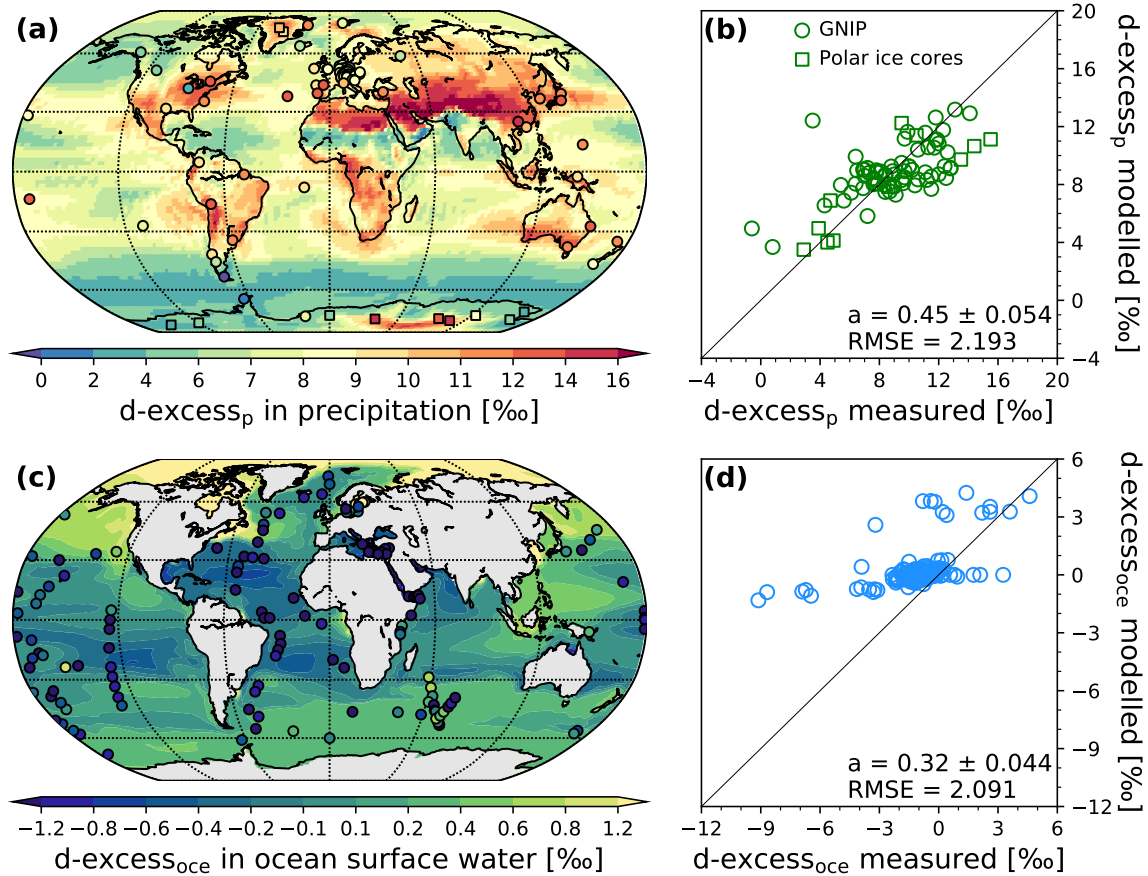 (a)
0 2 4 6 7 8 9 10 12 14 15 16
d-excessₚ in precipitation [‰]
(b)
GNIP
Polar ice cores
a = 0.45 ± 0.054
RMSE = 2.193
20
16
12
8
4
0
−4
−4 0 4 8 12 16 20
d-excessₚ measured [‰]
d-excessₚ modelled [‰]
(c)
−1.2 −0.8 −0.6 −0.4 −0.2 −0.1 0.1 0.2 0.4 0.6 0.8 1.2
d-excessoce in ocean surface water [‰]
(d)
a = 0.32 ± 0.044
RMSE = 2.091
6
3
0
−3
−6
−9
−12
−12 −9 −6 −3 0 3 6
d-excessoce measured [‰]
d-excessoce modelled [‰]